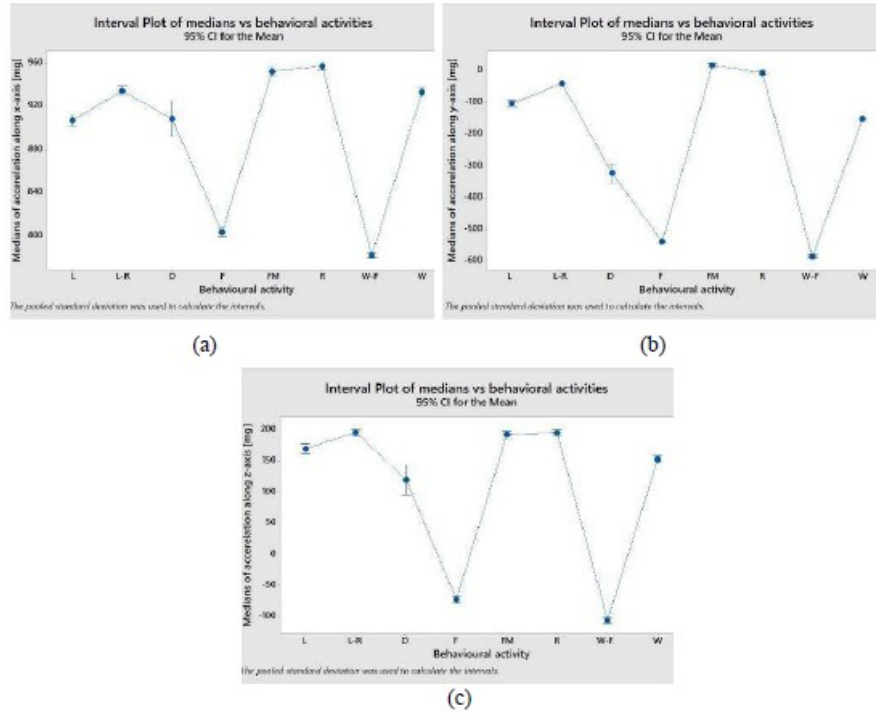 Interval Plot of medians vs behavioral activities
95% CI for the Mean
Medians of accerelation along x-axis [mg]
960
920
880
840
800
L L-R D F FM R W-F W
Behavioural activity
The pooled standard deviation was used to calculate the intervals.
(a)
Interval Plot of medians vs behavioral activities
95% CI for the Mean
Medians of accerelation along y-axis [mg]
0
-100
-200
-300
-400
-500
-600
L L-R D F FM R W-F W
Behavioural activity
The pooled standard deviation was used to calculate the intervals.
(b)
Interval Plot of medians vs behavioral activities
95% CI for the Mean
Medians of accerelation along z-axis [mg]
200
150
100
50
0
-50
-100
L L-R D F FM R W-F W
Behavioural activity
The pooled standard deviation was used to calculate the intervals.
(c)